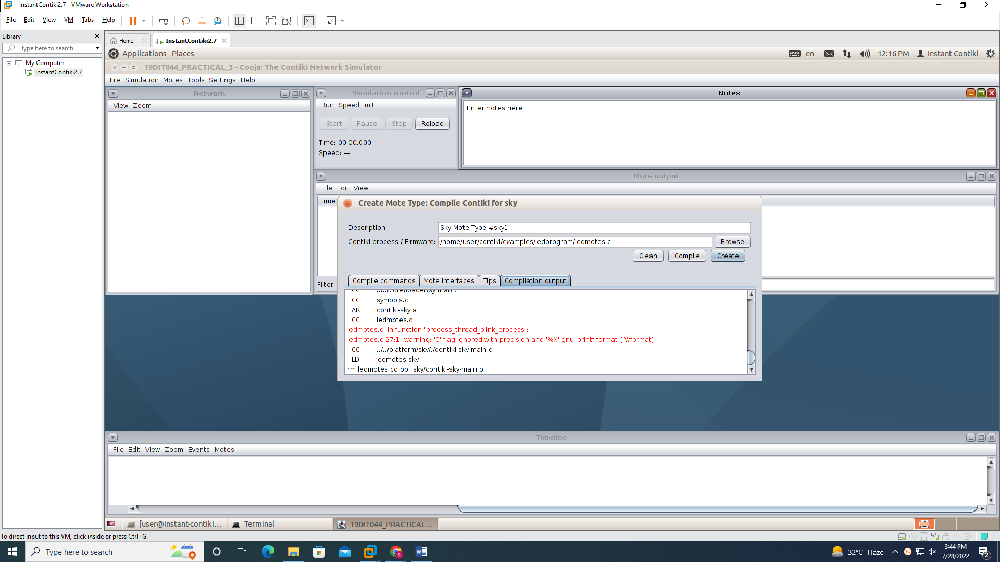 InstantContiki2.7 - VMware Workstation
File Edit View VM Tabs Help
Library
Type here to search
My Computer
InstantContiki2.7
Home
InstantContiki2.7
Applications Places
en
12:16 PM
Instant Contiki
19DIT044_PRACTICAL_3 - Cooja: The Contiki Network Simulator
File Simulation Motes Tools Settings Help
Network
View Zoom
Simulation control
Run Speed limit
Start Pause Step Reload
Time: 00:00.000
Speed: ---
Notes
Enter notes here
Mote output
File Edit View
Time
Filter:
Create Mote Type: Compile Contiki for sky
Description:
Sky Mote Type #sky1
Contiki process / Firmware:
/home/user/contiki/examples/ledprogram/ledmotes.c
Browse
Clean Compile Create
Compile commands Mote interfaces Tips Compilation output
CC ../../core/loader/symtab.c
CC symbols.c
AR contiki-sky.a
CC ledmotes.c
ledmotes.c: In function 'process_thread_blink_process':
ledmotes.c:27:1: warning: '0' flag ignored with precision and '%X' gnu_printf format [-Wformat]
CC ../../platform/sky/./contiki-sky-main.c
LD ledmotes.sky
rm ledmotes.co obj_sky/contiki-sky-main.o
Timeline
File Edit View Zoom Events Motes
[user@instant-contiki...
Terminal
19DIT044_PRACTICAL...
To direct input to this VM, click inside or press Ctrl+G.
Type here to search
32°C Haze
3:44 PM
7/28/2022
2